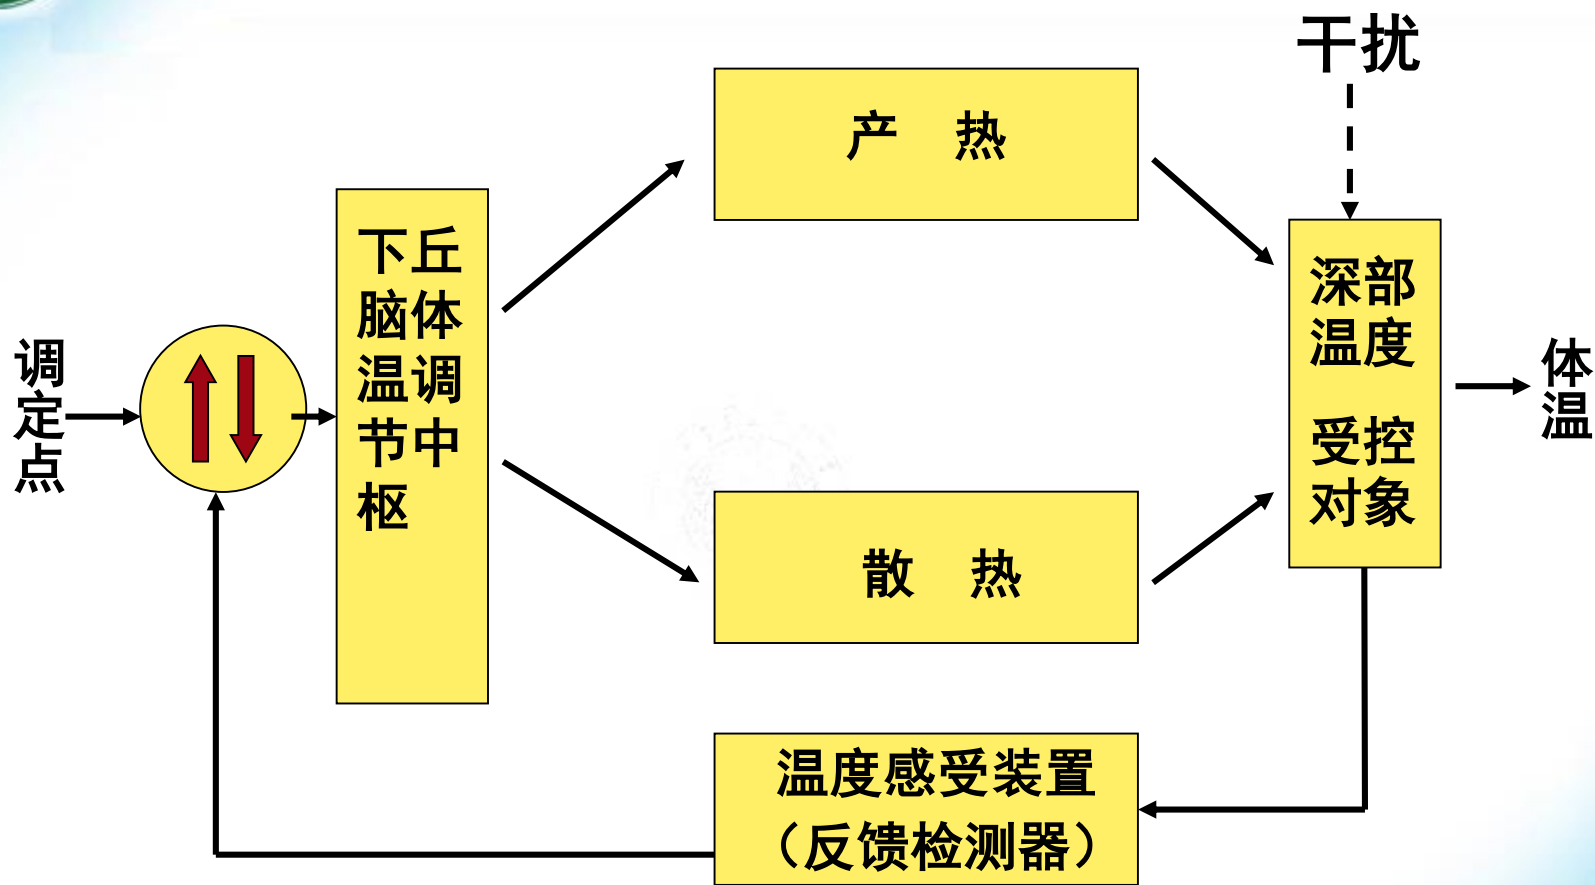 干扰
产 热
下丘
脑体
温调
节中
枢
深部
温度
受控
对象
调
定
点
体
温
散 热
温度感受装置
（反馈检测器）